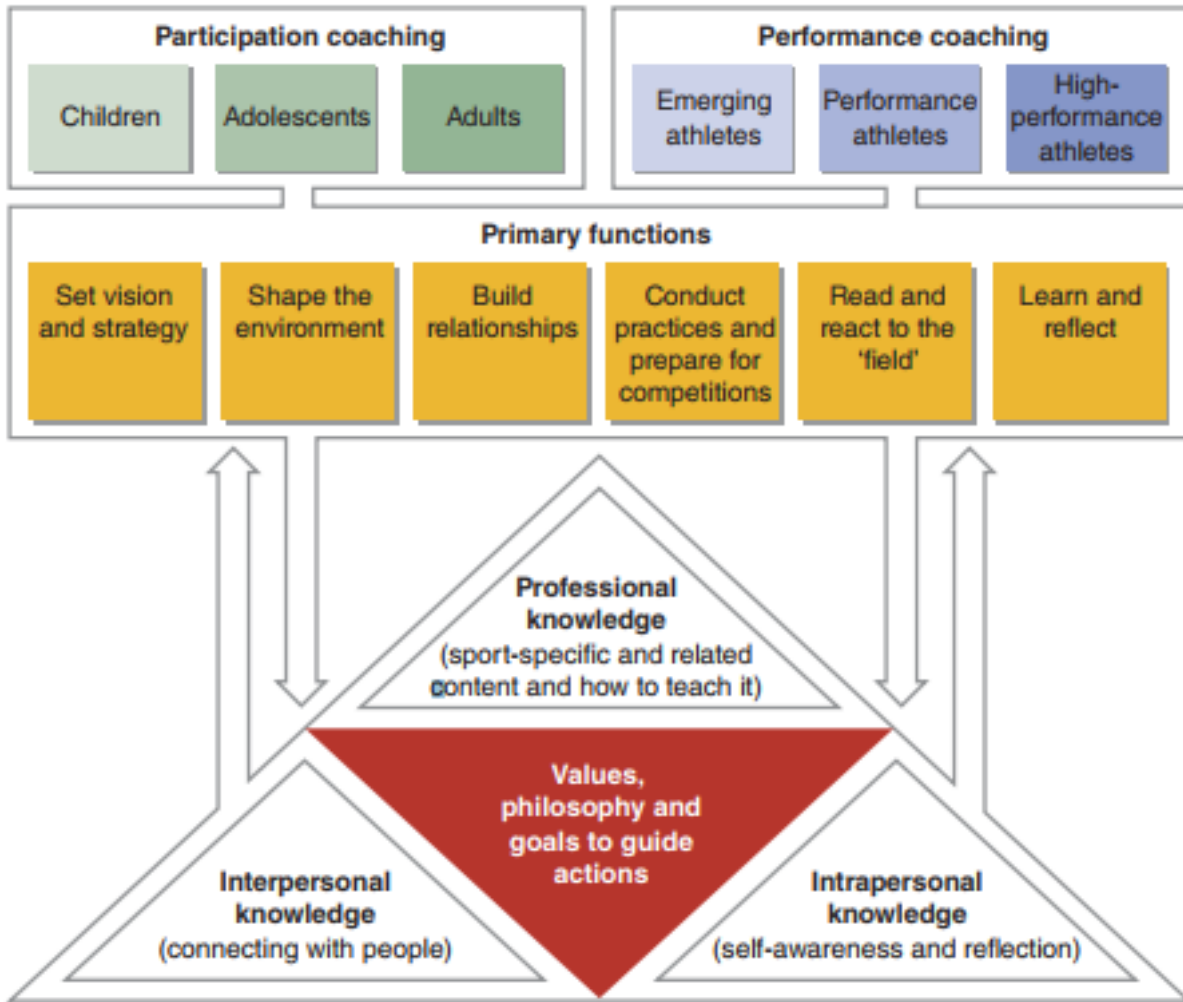 Participation coaching
Children
Adolescents
Adults
Performance coaching
Emerging
athletes
Performance
athletes
High-
performance
athletes
Primary functions
Set vision
and strategy
Shape the
environment
Build
relationships
Conduct
practices and
prepare for
competitions
Read and
react to the
‘field’
Learn and
reflect
Professional
knowledge
(sport-specific and related
content and how to teach it)
Values,
philosophy and
goals to guide
actions
Interpersonal
knowledge
(connecting with people)
Intrapersonal
knowledge
(self-awareness and reflection)